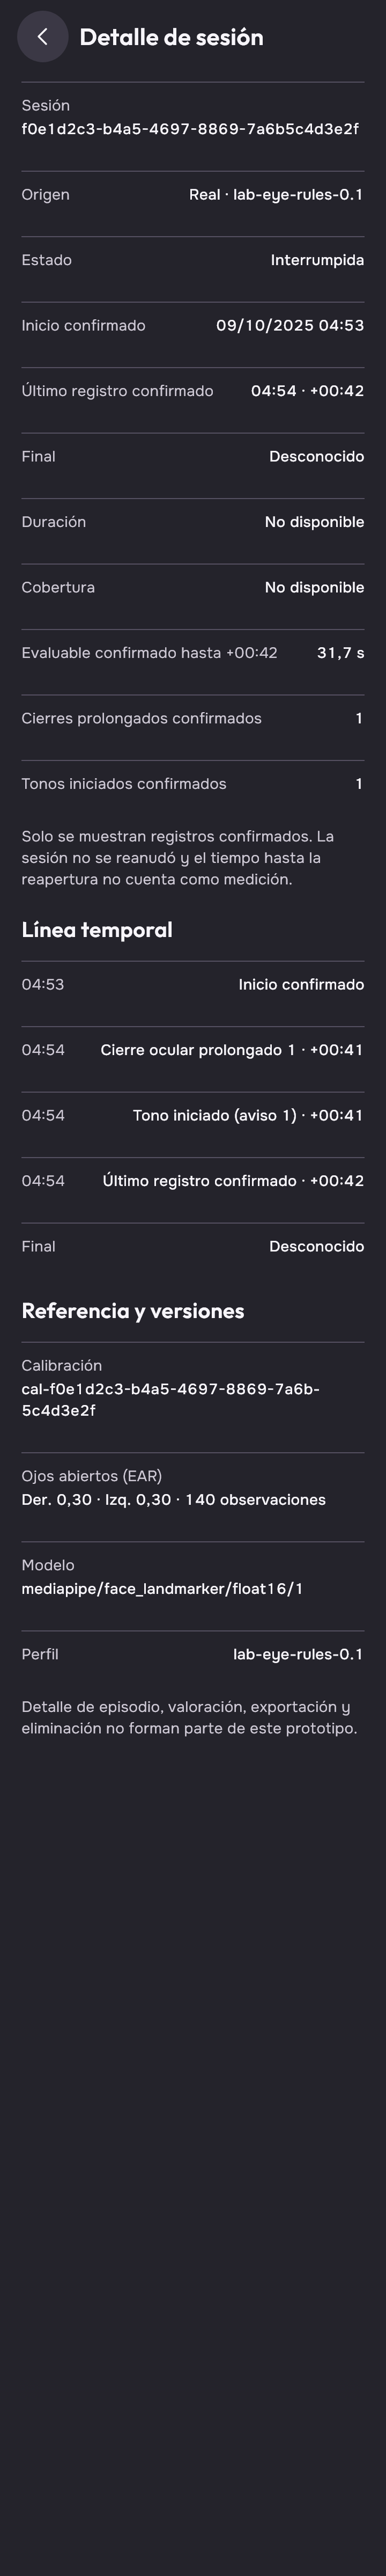 Detalle de sesión
Sesión
f0e1d2c3-b4a5-4697-8869-7a6b5c4d3e2f
Origen Real · lab-eye-rules-0.1
Estado Interrumpida
Inicio confirmado 09/10/2025 04:53
Último registro confirmado 04:54 · +00:42
Final Desconocido
Duración No disponible
Cobertura No disponible
Evaluable confirmado hasta +00:42 31,7 s
Cierres prolongados confirmados 1
Tonos iniciados confirmados 1
Solo se muestran registros confirmados. La
sesión no se reanudó y el tiempo hasta la
reapertura no cuenta como medición.
Línea temporal
04:53 Inicio confirmado
04:54 Cierre ocular prolongado 1 · +00:41
04:54 Tono iniciado (aviso 1) · +00:41
04:54 Último registro confirmado · +00:42
Final Desconocido
Referencia y versiones
Calibración
cal-f0e1d2c3-b4a5-4697-8869-7a6b-
5c4d3e2f
Ojos abiertos (EAR)
Der. 0,30 · Izq. 0,30 · 140 observaciones
Modelo
mediapipe/face_landmarker/float16/1
Perfil lab-eye-rules-0.1
Detalle de episodio, valoración, exportación y
eliminación no forman parte de este prototipo.